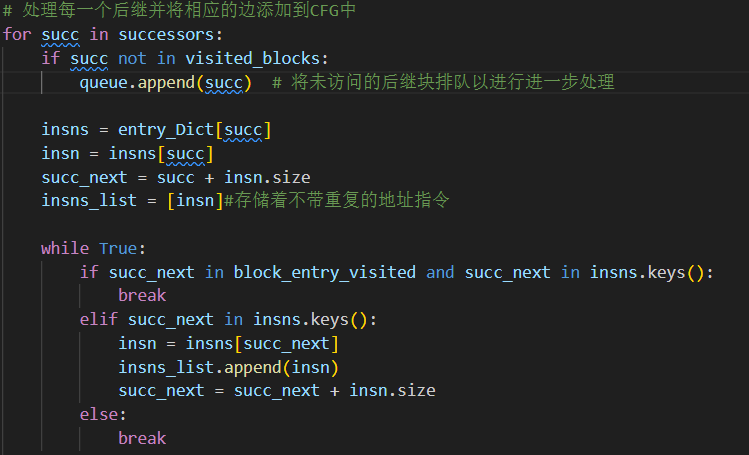 # 处理每一个后继并将相应的边添加到CFG中
for succ in successors:
    if succ not in visited_blocks:
        queue.append(succ)  # 将未访问的后继块排队以进行进一步处理

    insns = entry_Dict[succ]
    insn = insns[succ]
    succ_next = succ + insn.size
    insns_list = [insn]#存储着不带重复的地址指令

    while True:
        if succ_next in block_entry_visited and succ_next in insns.keys():
            break
        elif succ_next in insns.keys():
            insn = insns[succ_next]
            insns_list.append(insn)
            succ_next = succ_next + insn.size
        else:
            break